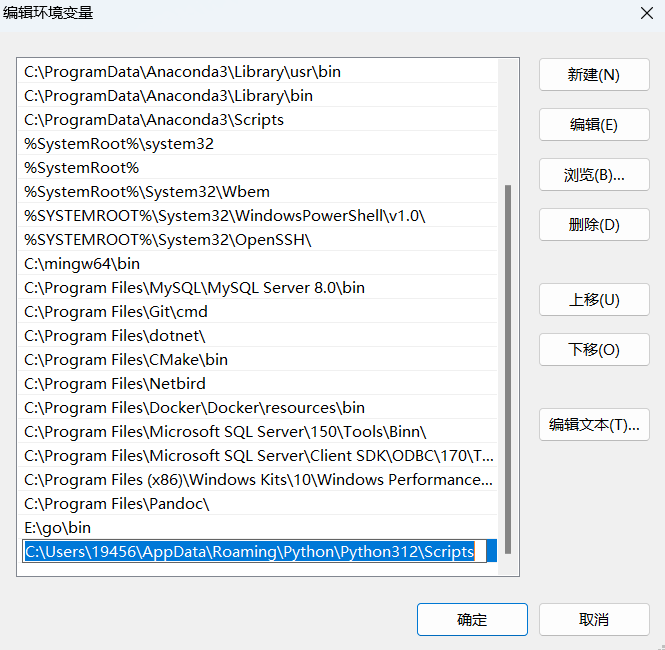 编辑环境变量
C:\ProgramData\Anaconda3\Library\usr\bin
C:\ProgramData\Anaconda3\Library\bin
C:\ProgramData\Anaconda3\Scripts
%SystemRoot%\system32
%SystemRoot%
%SystemRoot%\System32\Wbem
%SYSTEMROOT%\System32\WindowsPowerShell\v1.0\
%SYSTEMROOT%\System32\OpenSSH\
C:\mingw64\bin
C:\Program Files\MySQL\MySQL Server 8.0\bin
C:\Program Files\Git\cmd
C:\Program Files\dotnet\
C:\Program Files\CMake\bin
C:\Program Files\Netbird
C:\Program Files\Docker\Docker\resources\bin
C:\Program Files\Microsoft SQL Server\150\Tools\Binn\
C:\Program Files\Microsoft SQL Server\Client SDK\ODBC\170\T...
C:\Program Files (x86)\Windows Kits\10\Windows Performance...
C:\Program Files\Pandoc\
E:\go\bin
C:\Users\19456\AppData\Roaming\Python\Python312\Scripts
新建(N)
编辑(E)
浏览(B)...
删除(D)
上移(U)
下移(O)
编辑文本(T)...
确定
取消